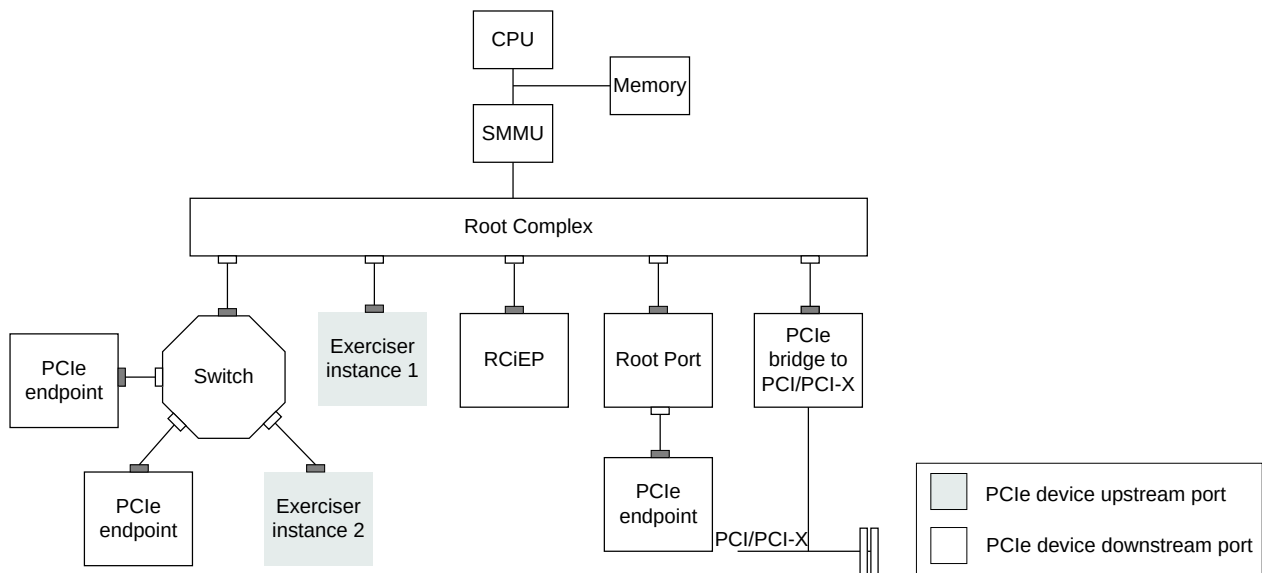 CPU
Memory
SMMU
Root Complex
PCIe
endpoint
Switch
Exerciser
instance 1
RCiEP
Root Port
PCIe
bridge to
PCI/PCI-X
PCIe
endpoint
Exerciser
instance 2
PCIe
endpoint
PCI/PCI-X
PCIe device upstream port
PCIe device downstream port